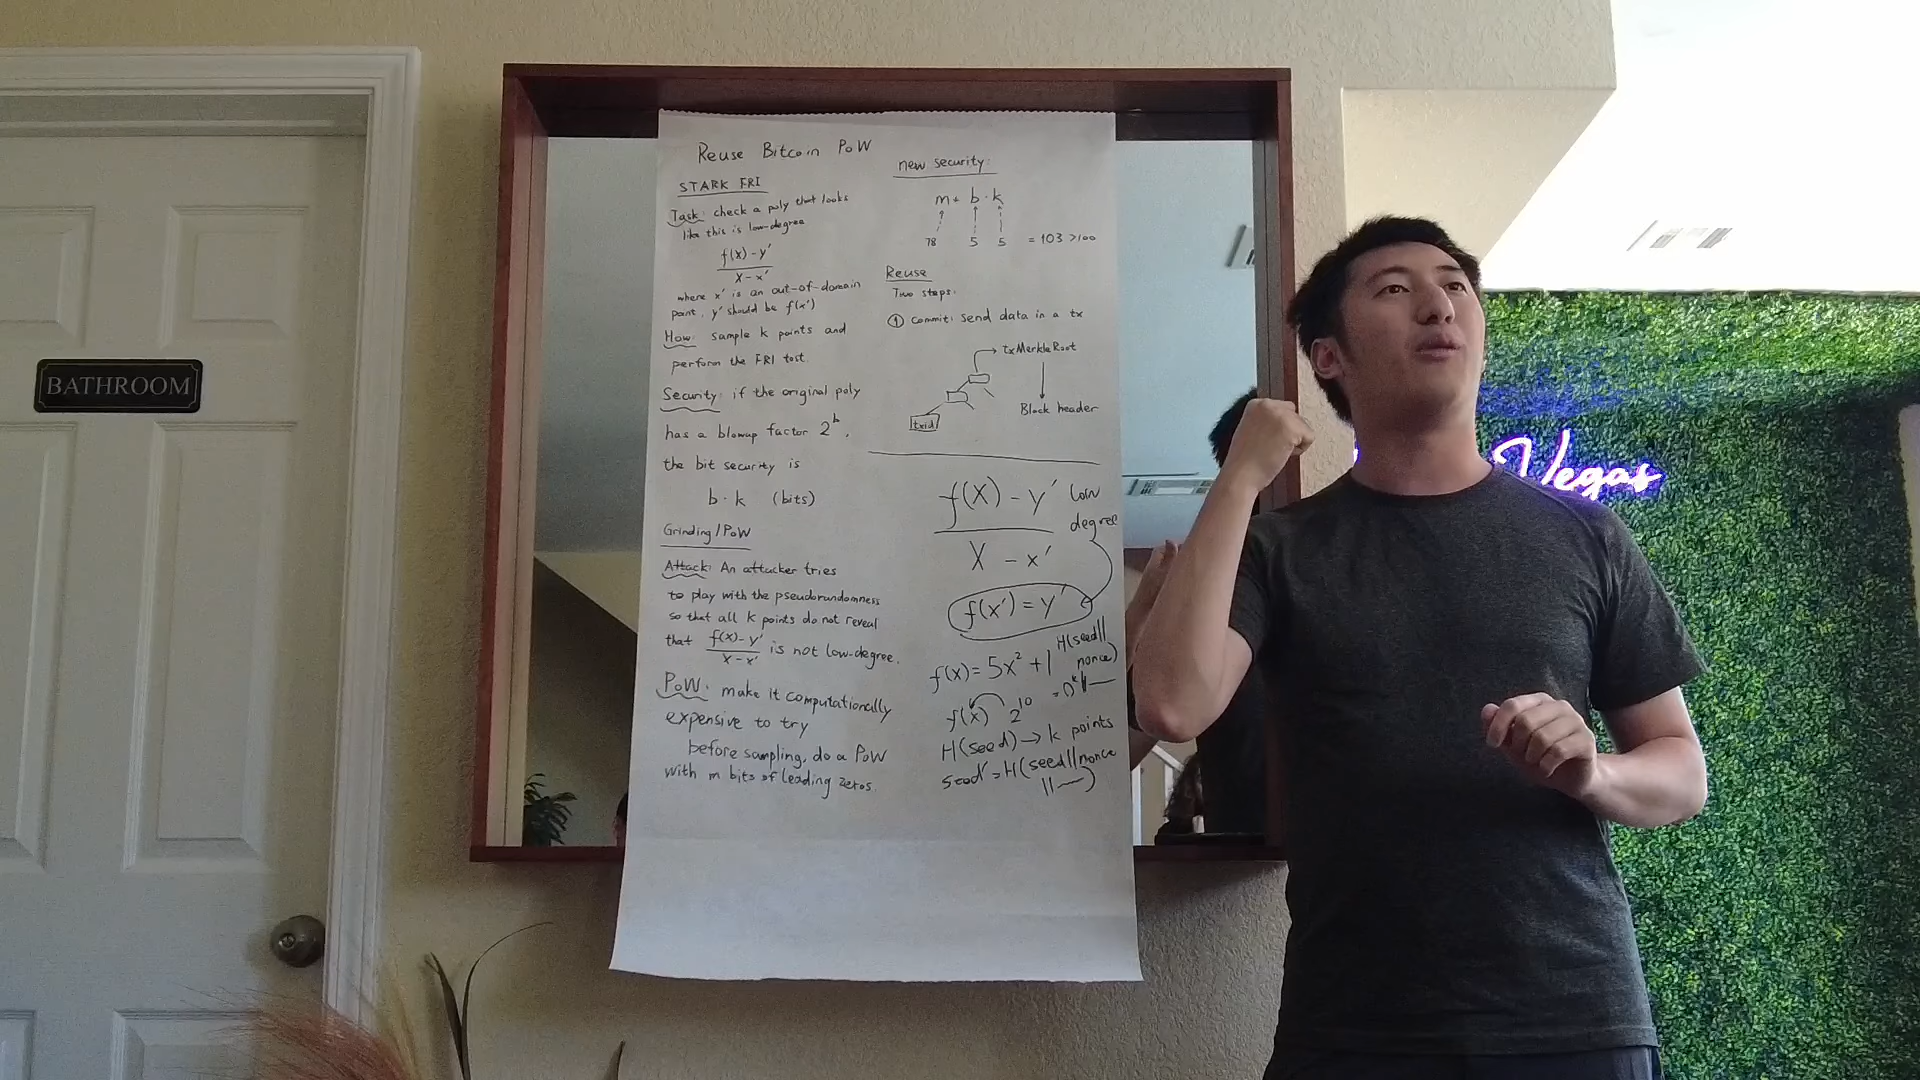 BATHROOM
Reuse Bitcoin PoW
STARK FRI
Task: check a poly that looks
like this is low-degree
f(X) - y'
X - x'
where x' is an out-of-domain
point, y' should be f(x')
How: sample k points and
perform the FRI test.
Security: if the original poly
has a blowup factor 2^b,
the bit security is
b · k (bits)
Grinding/PoW
Attack: An attacker tries
to play with the pseudorandomness
so that all k points do not reveal
that f(X) - y' / X - x' is not low-degree.
PoW: make it computationally
expensive to try
before sampling, do a PoW
with m bits of leading zeros.
new security:
m + b · k
78 5 5 = 103 > 100
Reuse
Two steps:
① Commit: send data in a tx
txMerkleRoot
Block header
txid
f(X) - y' low
degree
X - x'
f(x') = y'
f(x) = 5x² + 1
H(seed||
nonce)
= 0^k||
f(x) 2^10
H(seed) → k points
seed' = H(seed||nonce
||
)
Vegas